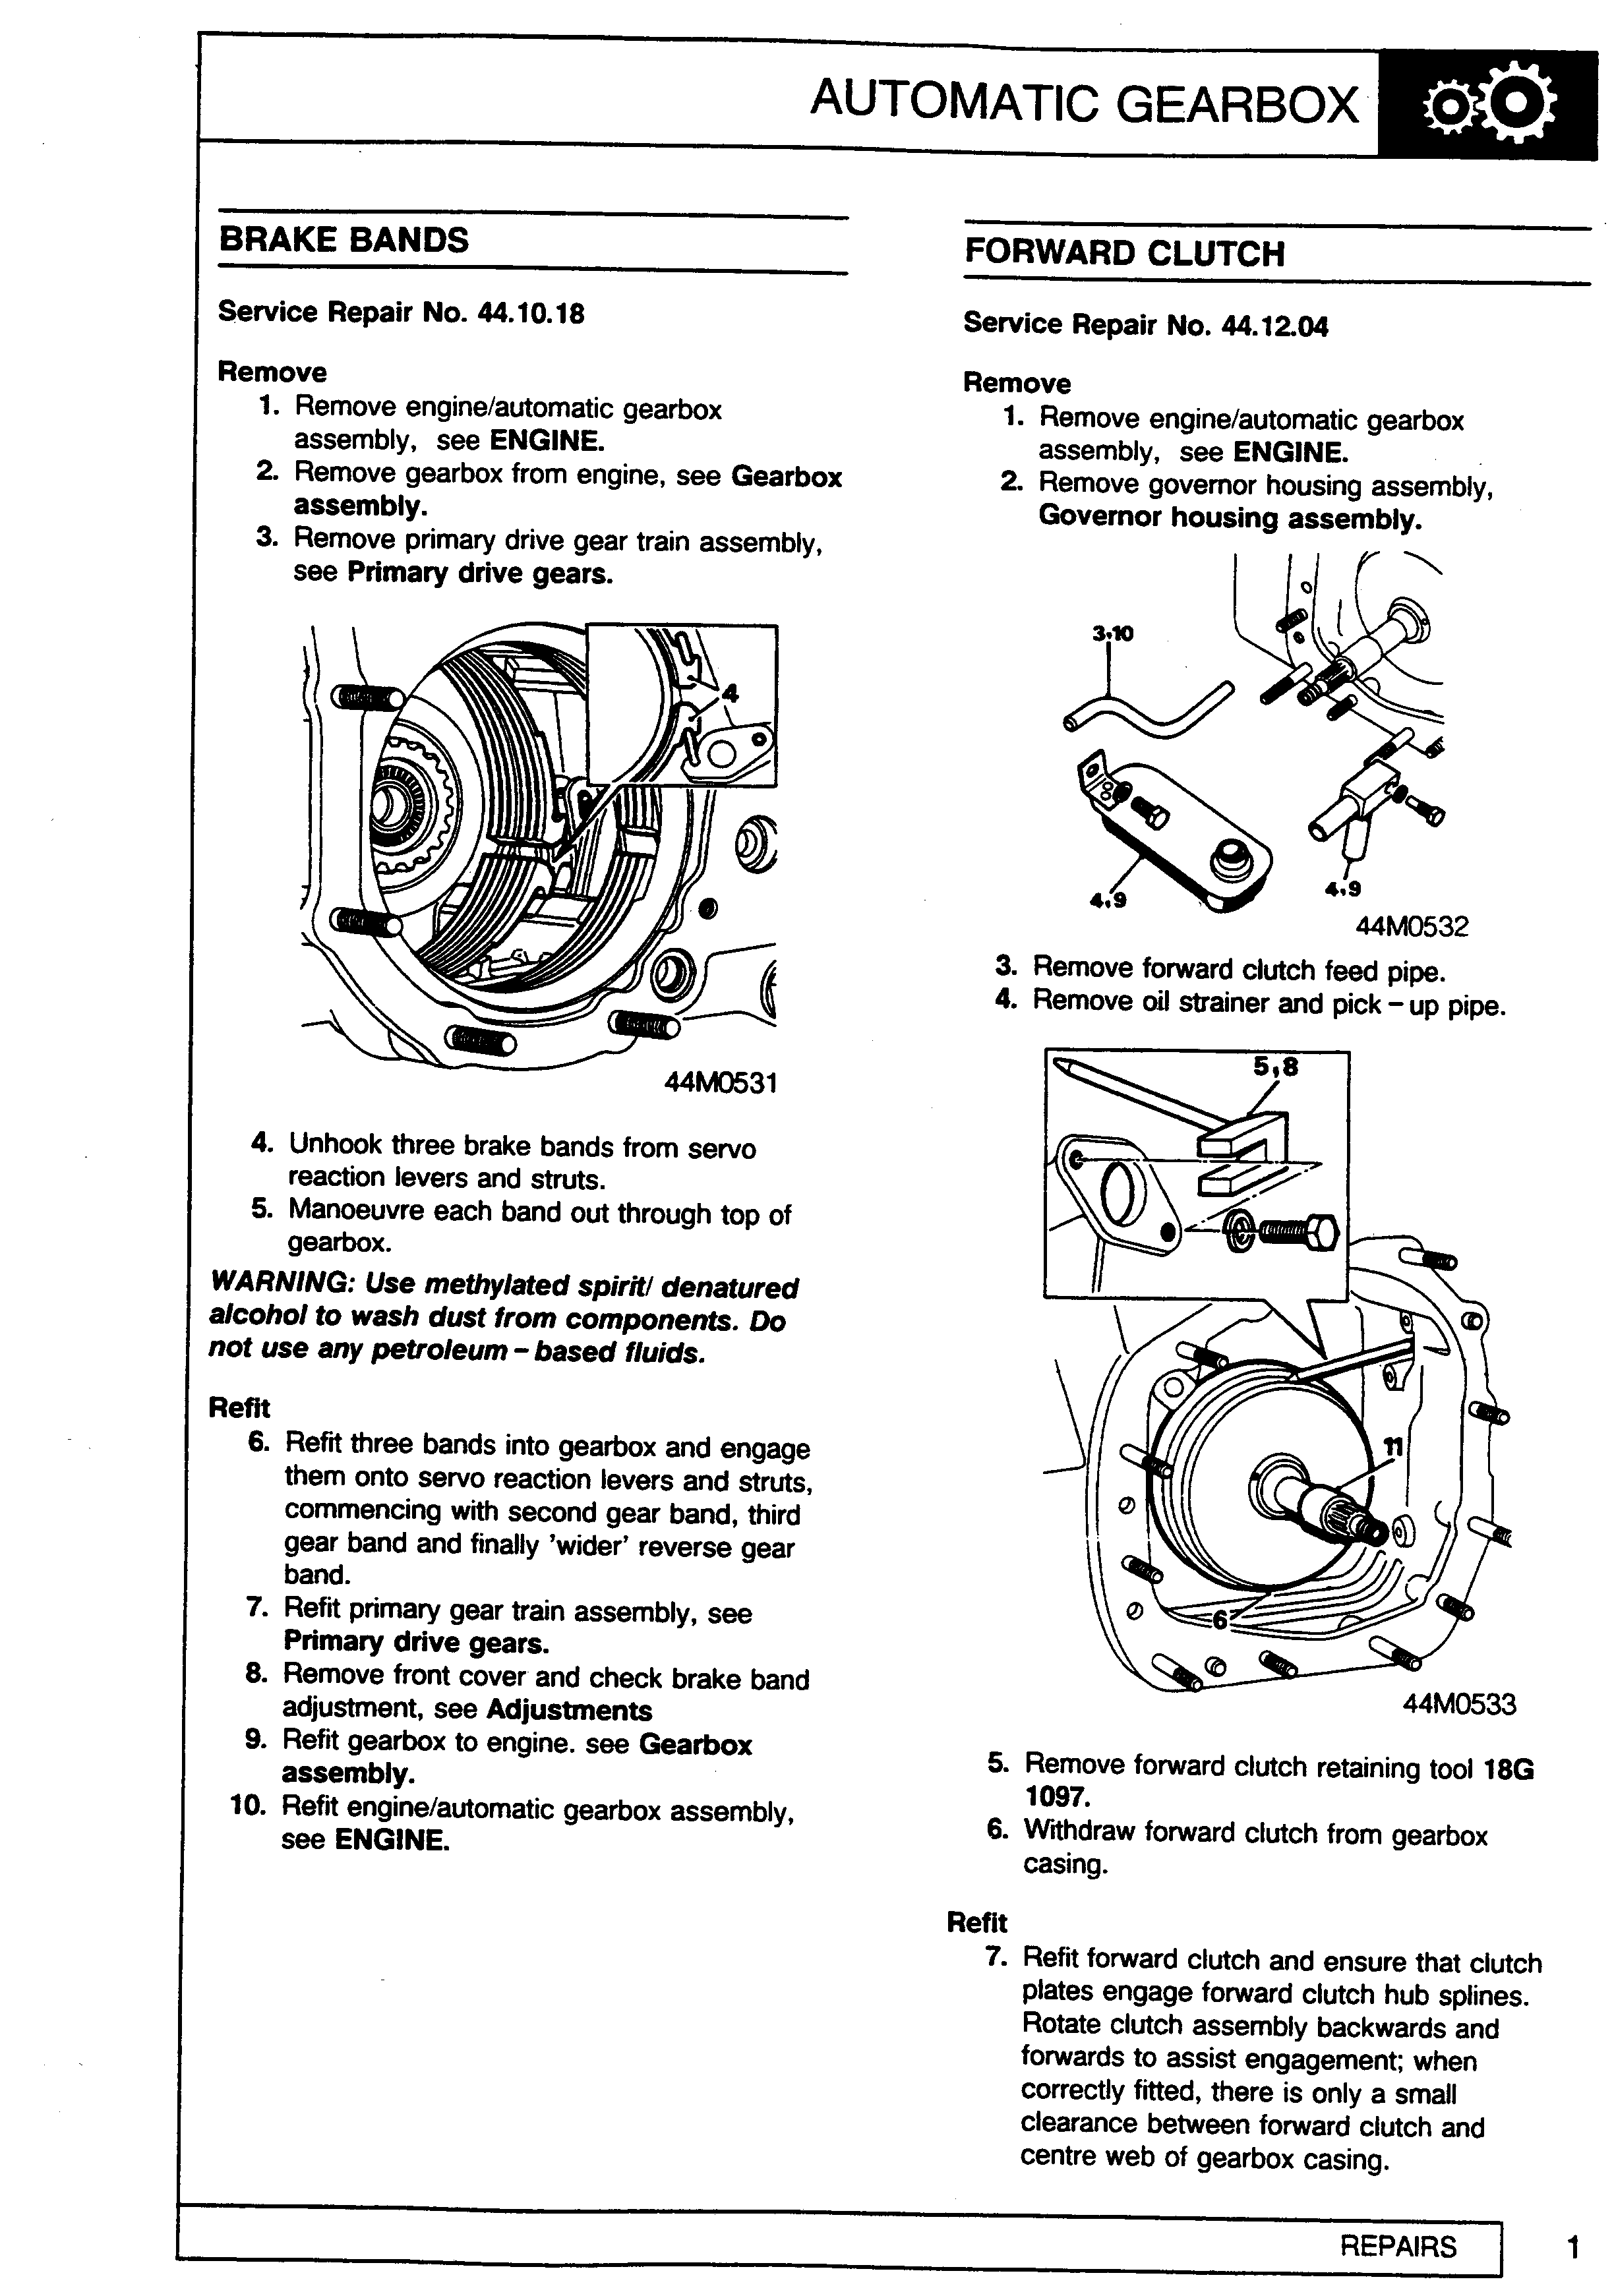 AUTOMATIC GEARBOX
BRAKE BANDS
Service Repair No. 44.10.18
Remove
1. Remove engine/automatic gearbox
assembly, see ENGINE.
2. Remove gearbox from engine, see Gearbox
assembly.
3. Remove primary drive gear train assembly,
see Primary drive gears.
4
44M0531
4. Unhook three brake bands from servo
reaction levers and struts.
5. Manoeuvre each band out through top of
gearbox.
WARNING: Use methylated spirit/ denatured
alcohol to wash dust from components. Do
not use any petroleum – based fluids.
Refit
6. Refit three bands into gearbox and engage
them onto servo reaction levers and struts,
commencing with second gear band, third
gear band and finally 'wider' reverse gear
band.
7. Refit primary gear train assembly, see
Primary drive gears.
8. Remove front cover and check brake band
adjustment, see Adjustments
9. Refit gearbox to engine. see Gearbox
assembly.
10. Refit engine/automatic gearbox assembly,
see ENGINE.
FORWARD CLUTCH
Service Repair No. 44.12.04
Remove
1. Remove engine/automatic gearbox
assembly, see ENGINE.
2. Remove governor housing assembly,
Governor housing assembly.
3,10
4,9
4,9
44M0532
3. Remove forward clutch feed pipe.
4. Remove oil strainer and pick – up pipe.
5,8
11
6
44M0533
5. Remove forward clutch retaining tool 18G
1097.
6. Withdraw forward clutch from gearbox
casing.
Refit
7. Refit forward clutch and ensure that clutch
plates engage forward clutch hub splines.
Rotate clutch assembly backwards and
forwards to assist engagement; when
correctly fitted, there is only a small
clearance between forward clutch and
centre web of gearbox casing.
REPAIRS
1